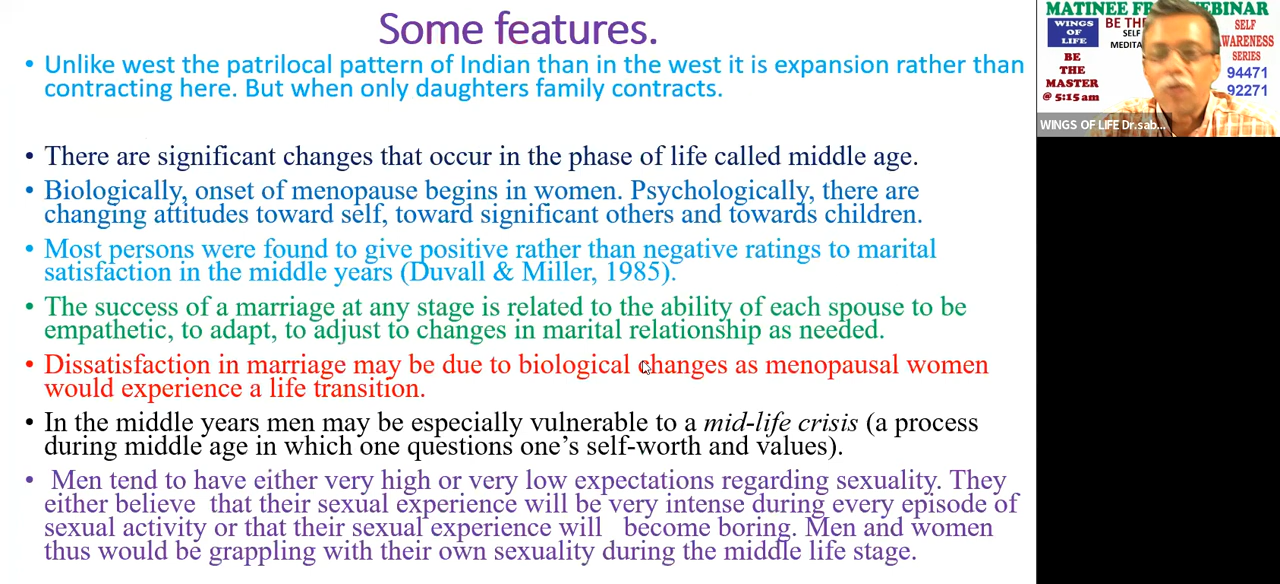 Some features.
• Unlike west the patrilocal pattern of Indian than in the west it is expansion rather than
contracting here. But when only daughters family contracts.
• There are significant changes that occur in the phase of life called middle age.
• Biologically, onset of menopause begins in women. Psychologically, there are
changing attitudes toward self, toward significant others and towards children.
• Most persons were found to give positive rather than negative ratings to marital
satisfaction in the middle years (Duvall & Miller, 1985).
• The success of a marriage at any stage is related to the ability of each spouse to be
empathetic, to adapt, to adjust to changes in marital relationship as needed.
• Dissatisfaction in marriage may be due to biological changes as menopausal women
would experience a life transition.
• In the middle years men may be especially vulnerable to a mid-life crisis (a process
during middle age in which one questions one’s self-worth and values).
• Men tend to have either very high or very low expectations regarding sexuality. They
either believe that their sexual experience will be very intense during every episode of
sexual activity or that their sexual experience will become boring. Men and women
thus would be grappling with their own sexuality during the middle life stage.
MATINEE
WINGS
OF
LIFE
BE
THE
MASTER
@ 5:15 am
BE THE
SELF
SELF
AWARENESS
SERIES
94471
92271
WINGS OF LIFE Dr.sab...